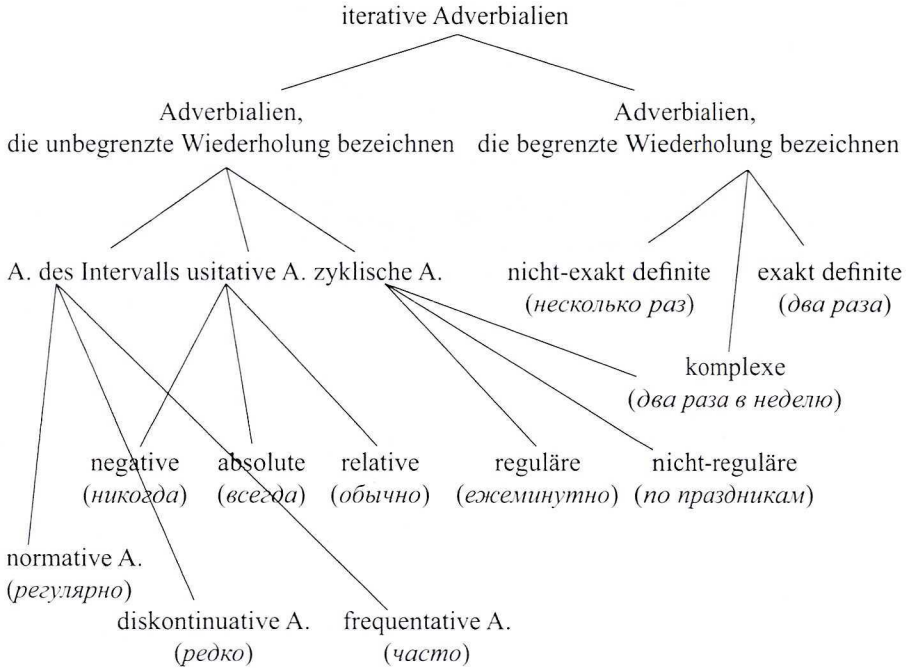 iterative Adverbialien
Adverbialien,
die unbegrenzte Wiederholung bezeichnen
Adverbialien,
die begrenzte Wiederholung bezeichnen
A. des Intervalls usitative A. zyklische A.
nicht-exakt definite
(несколько раз)
exakt definite
(два раза)
komplexe
(два раза в неделю)
negative
(никогда)
absolute
(всегда)
relative
(обычно)
reguläre
(ежеминутно)
nicht-reguläre
(по праздникам)
normative A.
(регулярно)
diskontinuative A.
(редко)
frequentative A.
(часто)